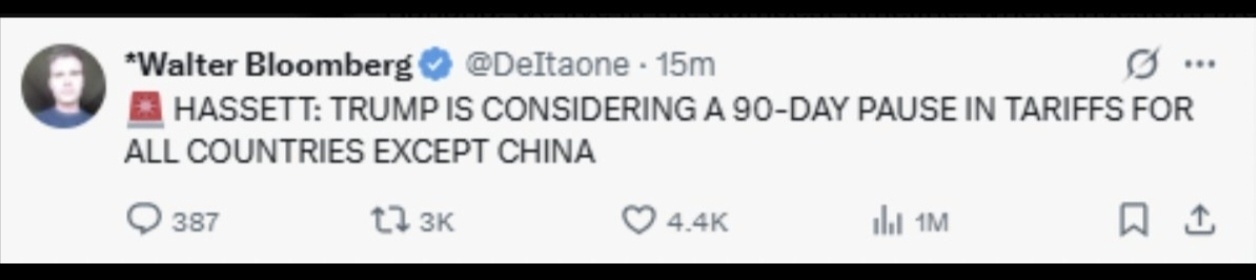 *Walter Bloomberg @DeItaone · 15m
🚨 HASSETT: TRUMP IS CONSIDERING A 90-DAY PAUSE IN TARIFFS FOR
ALL COUNTRIES EXCEPT CHINA
387 3K 4.4K 1M